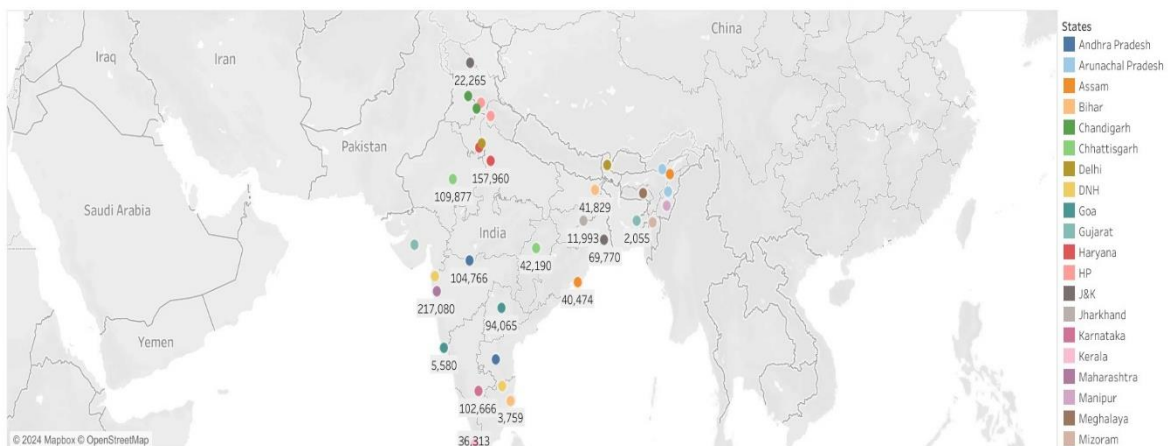 China
Iraq
Iran
22,265
Pakistan
157,960
109,877
Saudi Arabia
41,829
India
11,993
2,055
69,770
42,190
104,766
217,080
40,474
94,065
Yemen
5,580
102,666
3,759
36,313
© 2024 Mapbox © OpenStreetMap
States
Andhra Pradesh
Arunachal Pradesh
Assam
Bihar
Chandigarh
Chhattisgarh
Delhi
DNH
Goa
Gujarat
Haryana
HP
J&K
Jharkhand
Karnataka
Kerala
Maharashtra
Manipur
Meghalaya
Mizoram